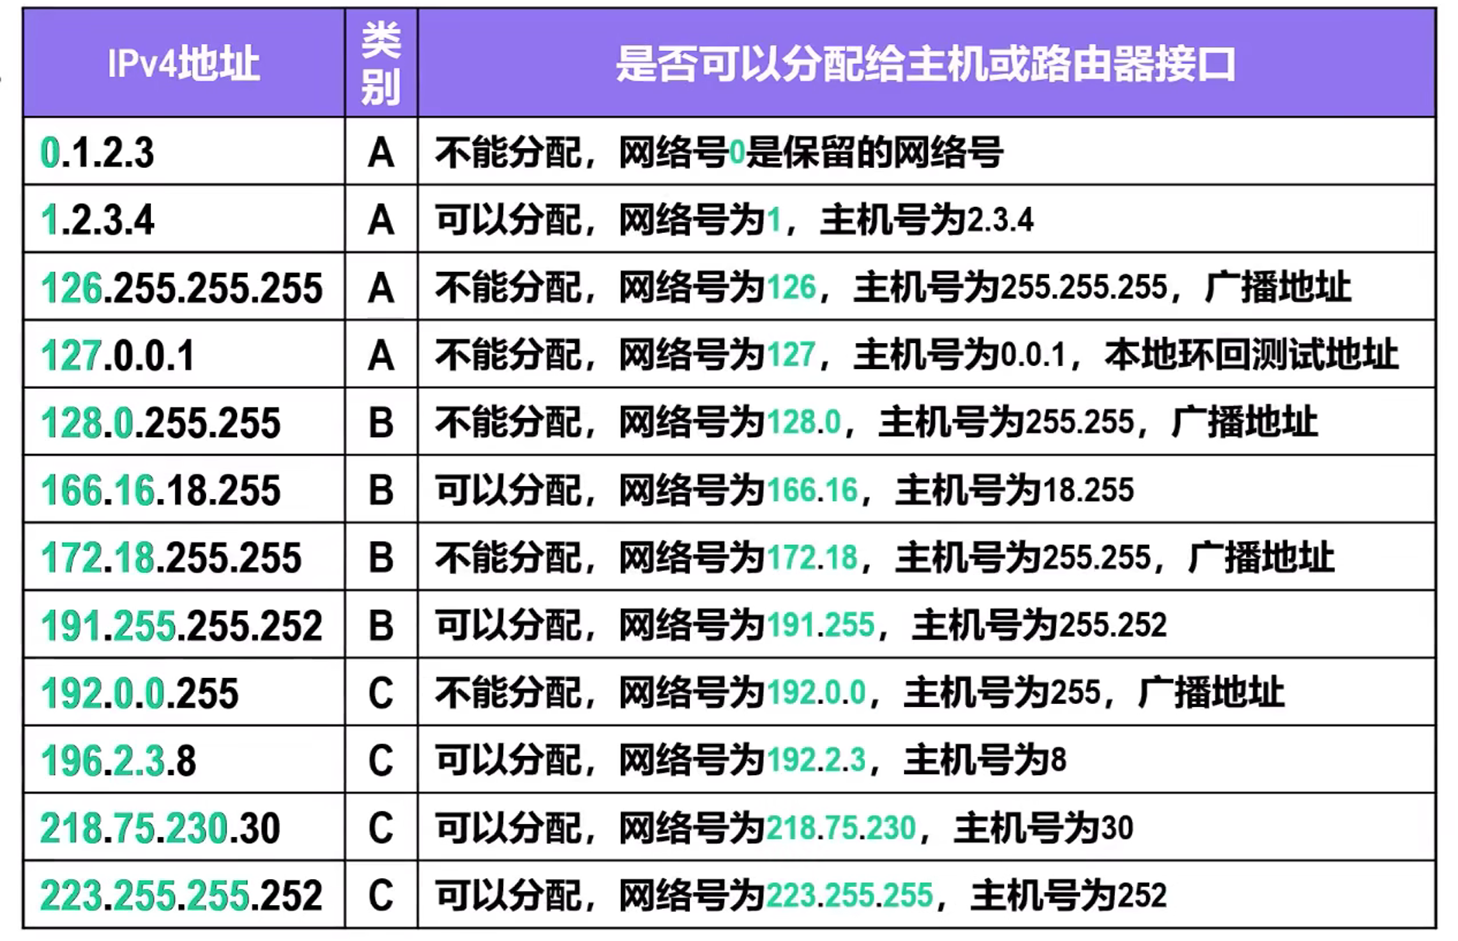 IPv4地址 类别 是否可以分配给主机或路由器接口
0.1.2.3 A 不能分配，网络号0是保留的网络号
1.2.3.4 A 可以分配，网络号为1，主机号为2.3.4
126.255.255.255 A 不能分配，网络号为126，主机号为255.255.255，广播地址
127.0.0.1 A 不能分配，网络号为127，主机号为0.0.1，本地环回测试地址
128.0.255.255 B 不能分配，网络号为128.0，主机号为255.255，广播地址
166.16.18.255 B 可以分配，网络号为166.16，主机号为18.255
172.18.255.255 B 不能分配，网络号为172.18，主机号为255.255，广播地址
191.255.255.252 B 可以分配，网络号为191.255，主机号为255.252
192.0.0.255 C 不能分配，网络号为192.0.0，主机号为255，广播地址
196.2.3.8 C 可以分配，网络号为192.2.3，主机号为8
218.75.230.30 C 可以分配，网络号为218.75.230，主机号为30
223.255.255.252 C 可以分配，网络号为223.255.255，主机号为252